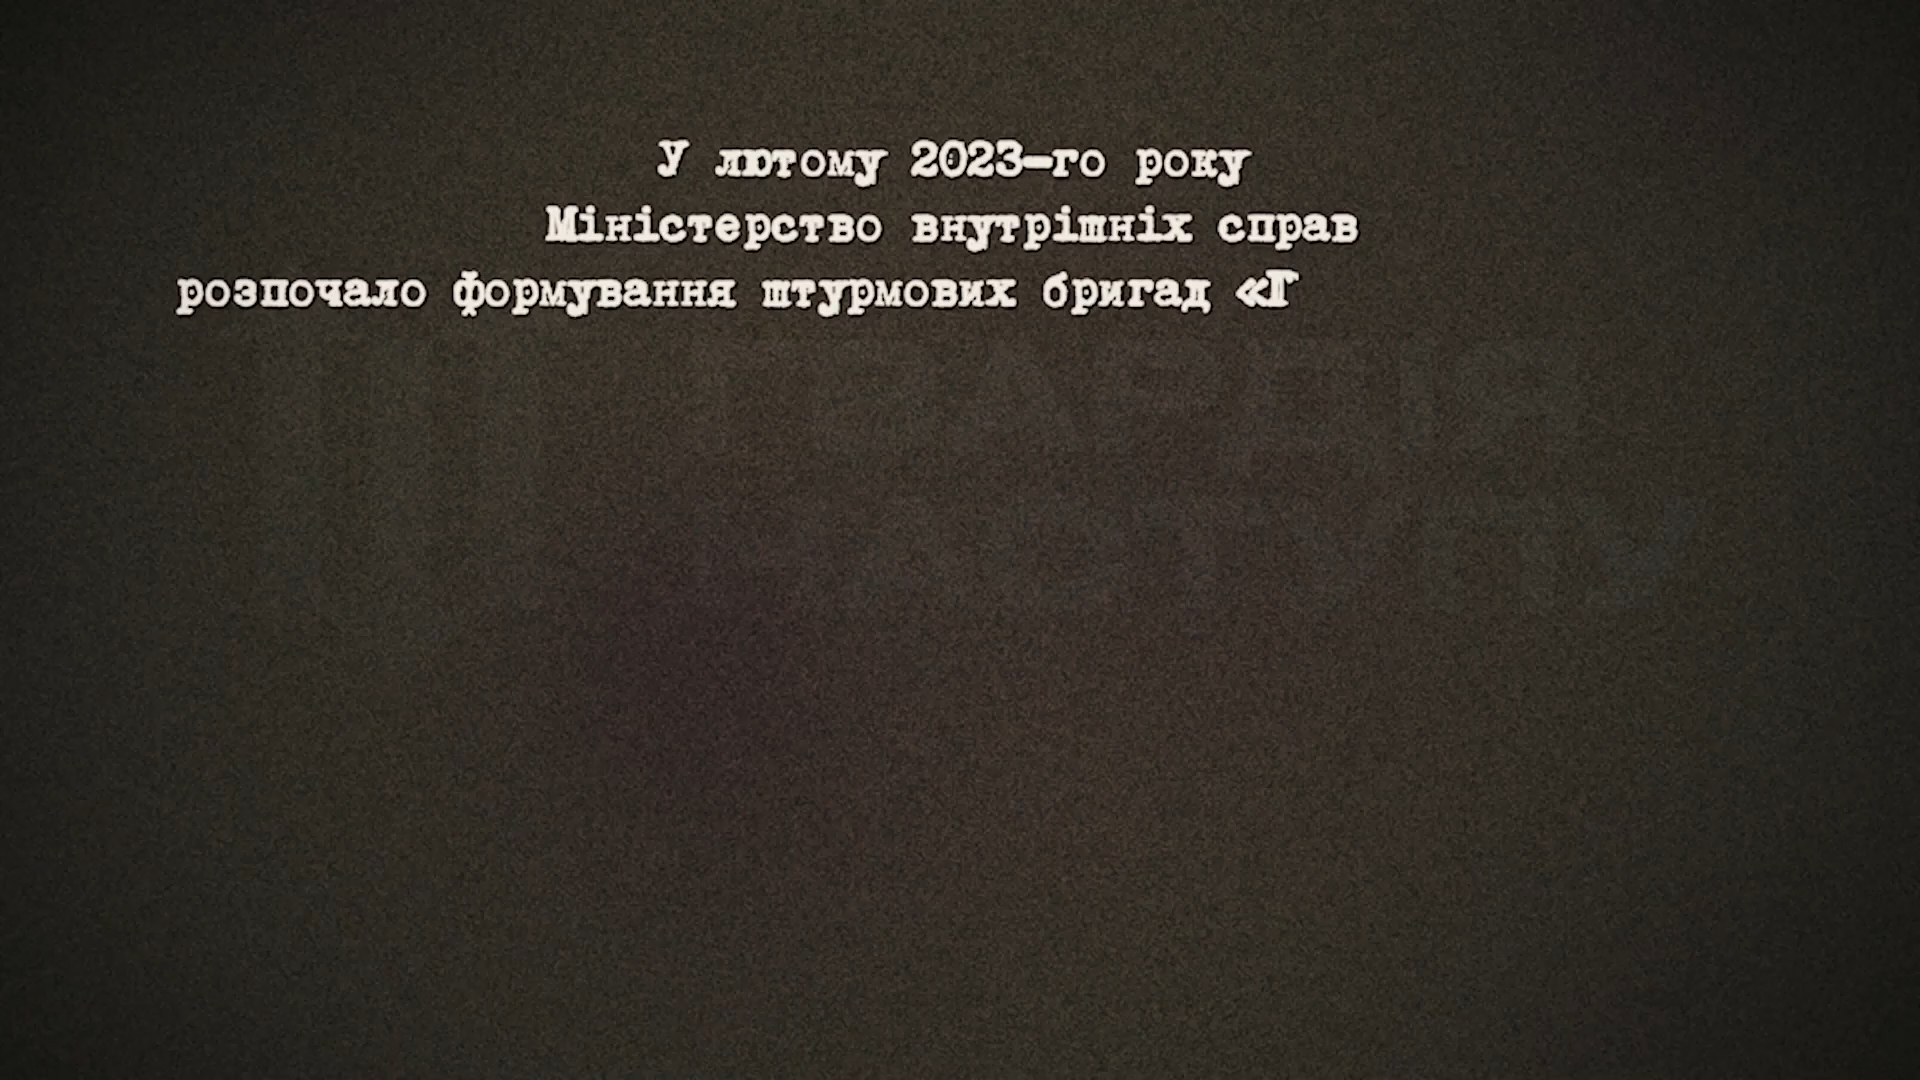 У лютому 2023-го року
Міністерство внутрішніх справ
розпочало формування штурмових бригад «Г